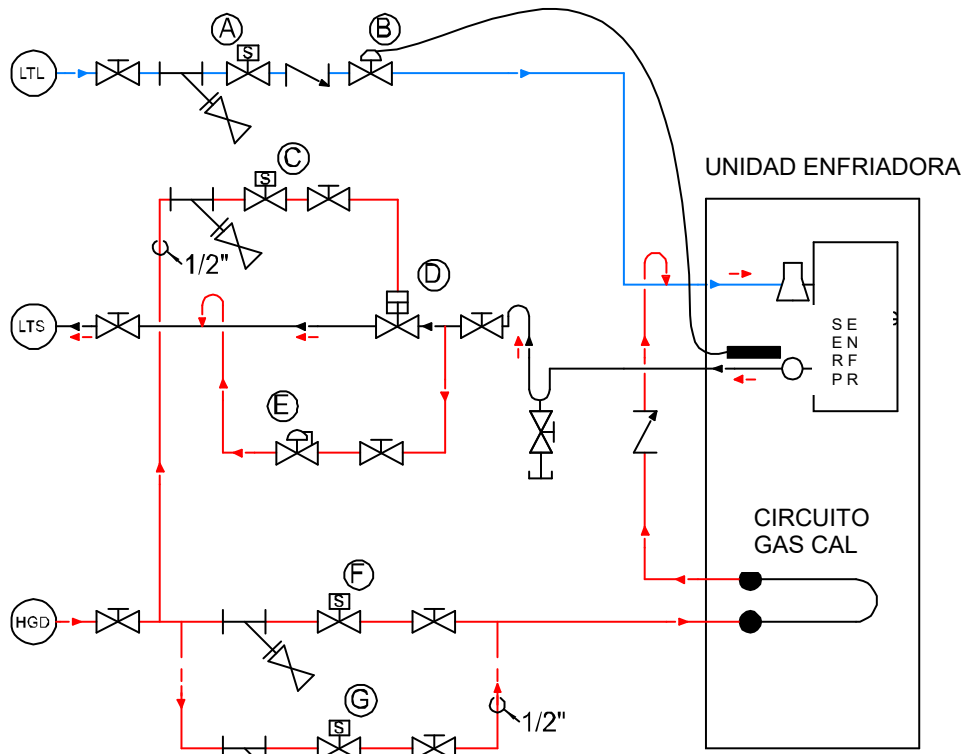 A
B
S
LTL
C
UNIDAD ENFRIADORA
S
1/2"
D
LTS
S E
E N
R F
P R
E
CIRCUITO
GAS CAL
F
S
HGD
G
S
1/2"